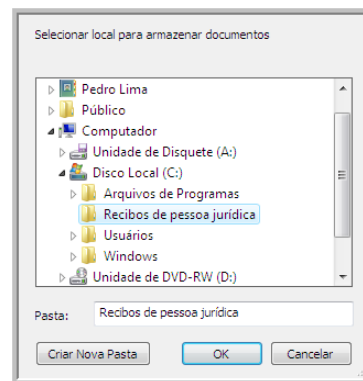 Selecionar local para armazenar documentos
Pedro Lima
Público
Computador
Unidade de Disquete (A:)
Disco Local (C:)
Arquivos de Programas
Recibos de pessoa jurídica
Usuários
Windows
Unidade de DVD-RW (D:)
Pasta: Recibos de pessoa jurídica
Criar Nova Pasta OK Cancelar